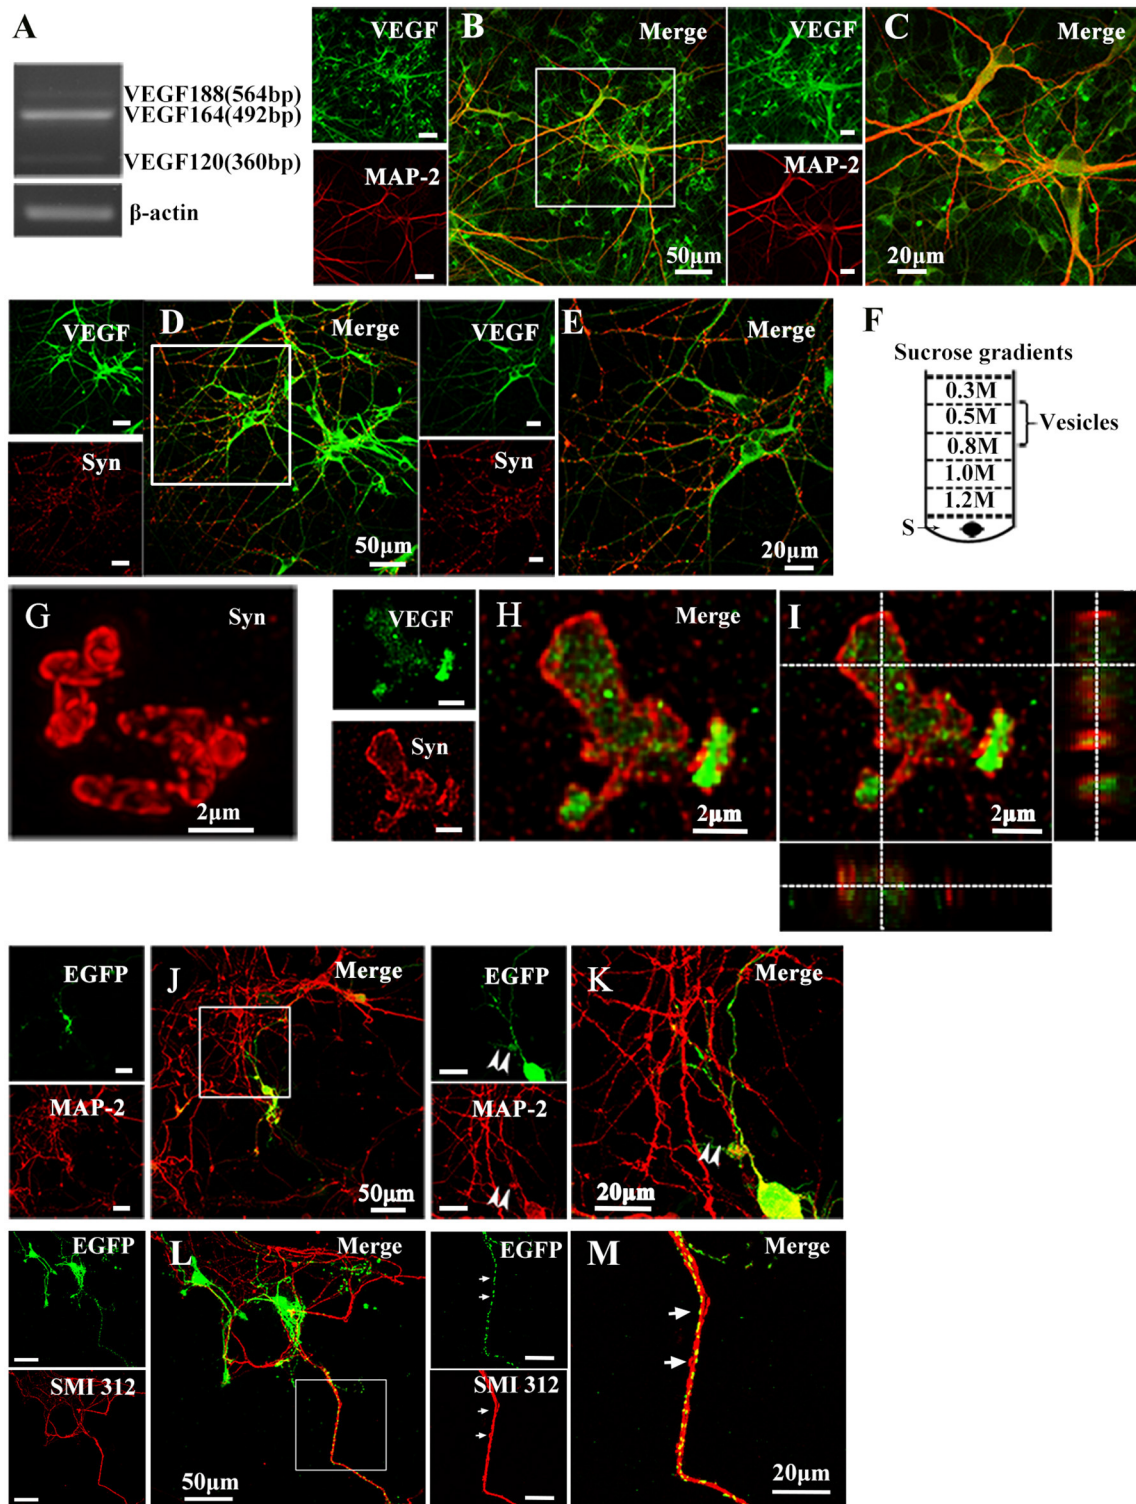 A
VEGF188(564bp)
VEGF164(492bp)
VEGF120(360bp)
β-actin
VEGF
MAP-2
B
Merge
50μm
VEGF
MAP-2
C
Merge
20μm
VEGF
Syn
D
Merge
50μm
VEGF
Syn
E
Merge
20μm
F
Sucrose gradients
0.3M
0.5M
Vesicles
0.8M
1.0M
1.2M
S
G
Syn
2μm
VEGF
Syn
H
Merge
2μm
I
2μm
EGFP
MAP-2
J
Merge
50μm
EGFP
MAP-2
K
Merge
20μm
EGFP
SMI 312
L
Merge
50μm
EGFP
SMI 312
M
Merge
20μm